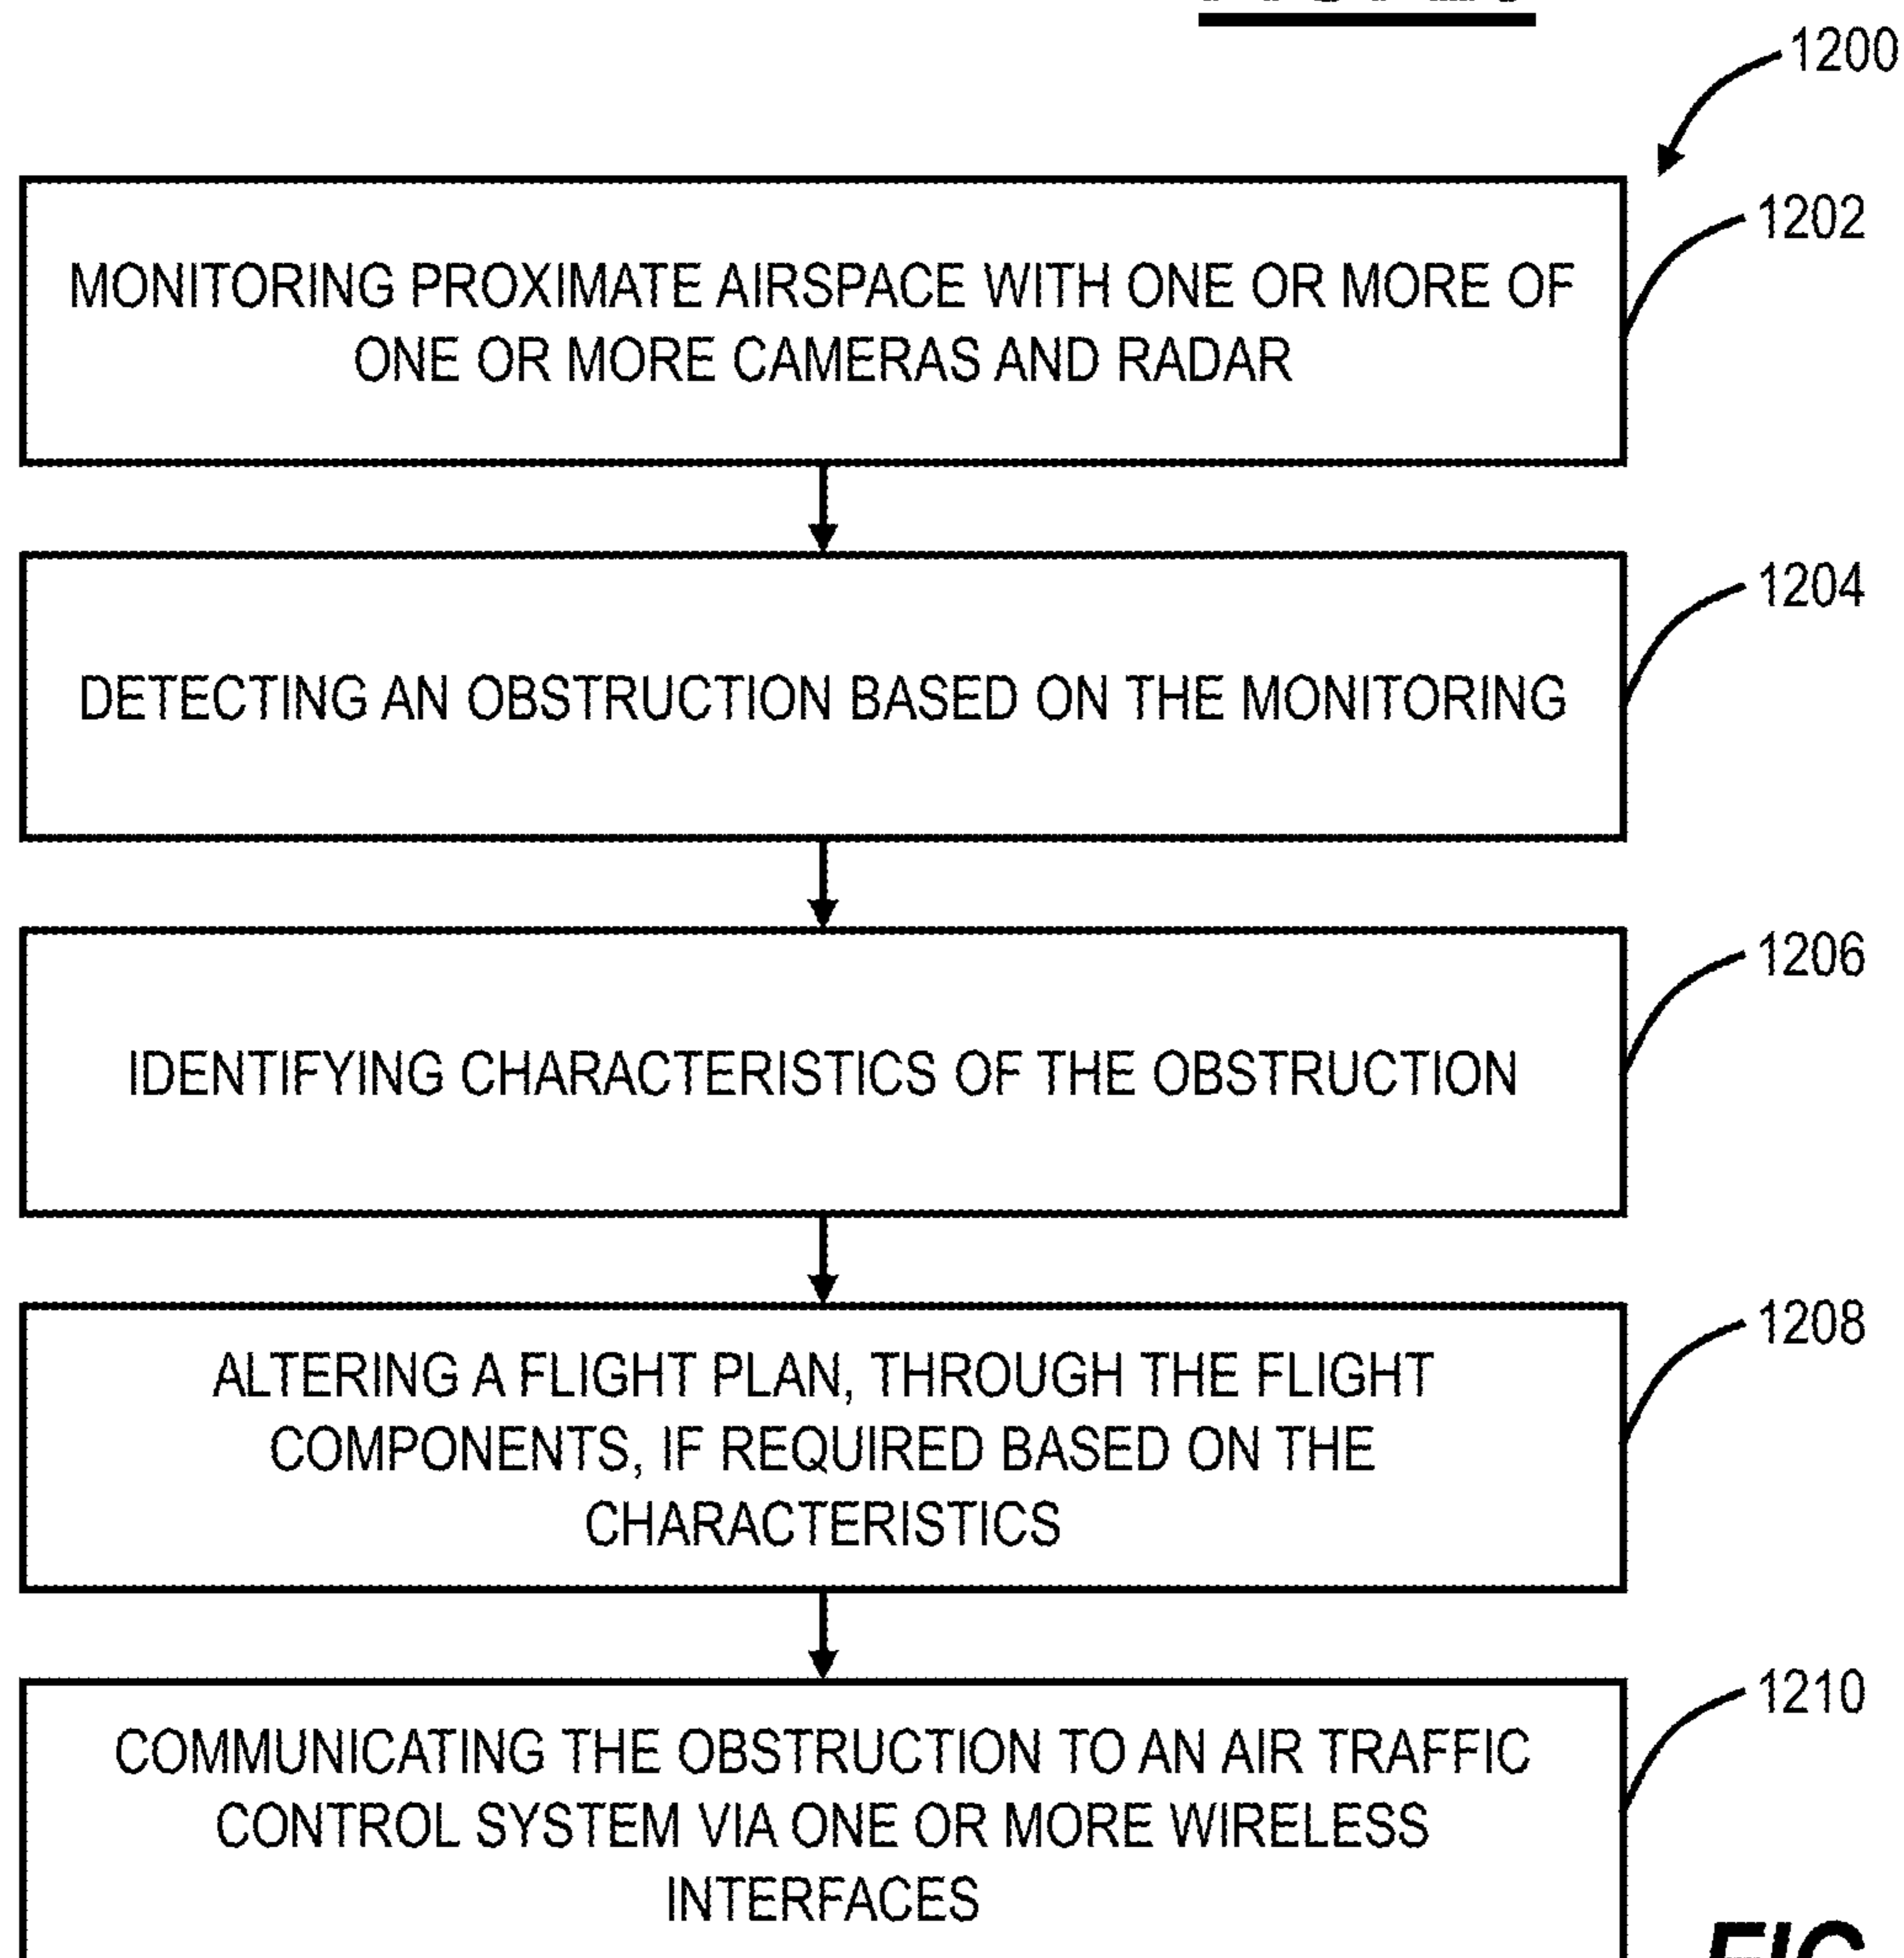 1200
1202
MONITORING PROXIMATE AIRSPACE WITH ONE OR MORE OF
ONE OR MORE CAMERAS AND RADAR
1204
DETECTING AN OBSTRUCTION BASED ON THE MONITORING
1206
IDENTIFYING CHARACTERISTICS OF THE OBSTRUCTION
1208
ALTERING A FLIGHT PLAN, THROUGH THE FLIGHT
COMPONENTS, IF REQUIRED BASED ON THE
CHARACTERISTICS
1210
COMMUNICATING THE OBSTRUCTION TO AN AIR TRAFFIC
CONTROL SYSTEM VIA ONE OR MORE WIRELESS
INTERFACES
FIG